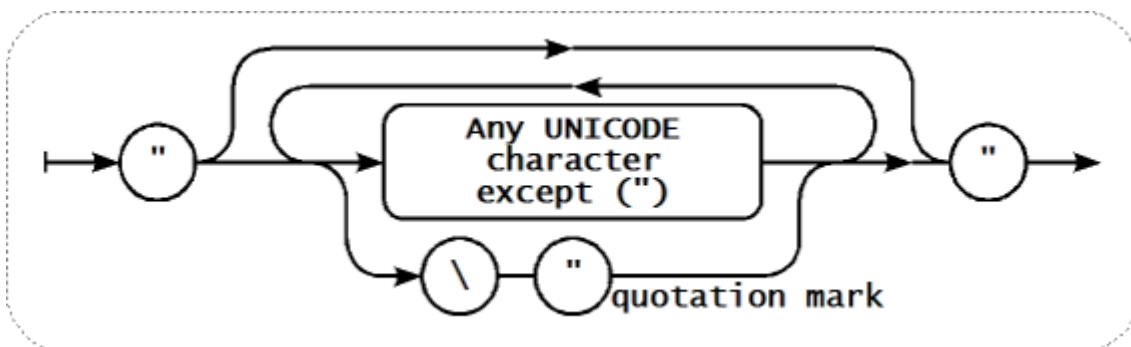 Any UNICODE
" character "
except (")
\ "
quotation mark